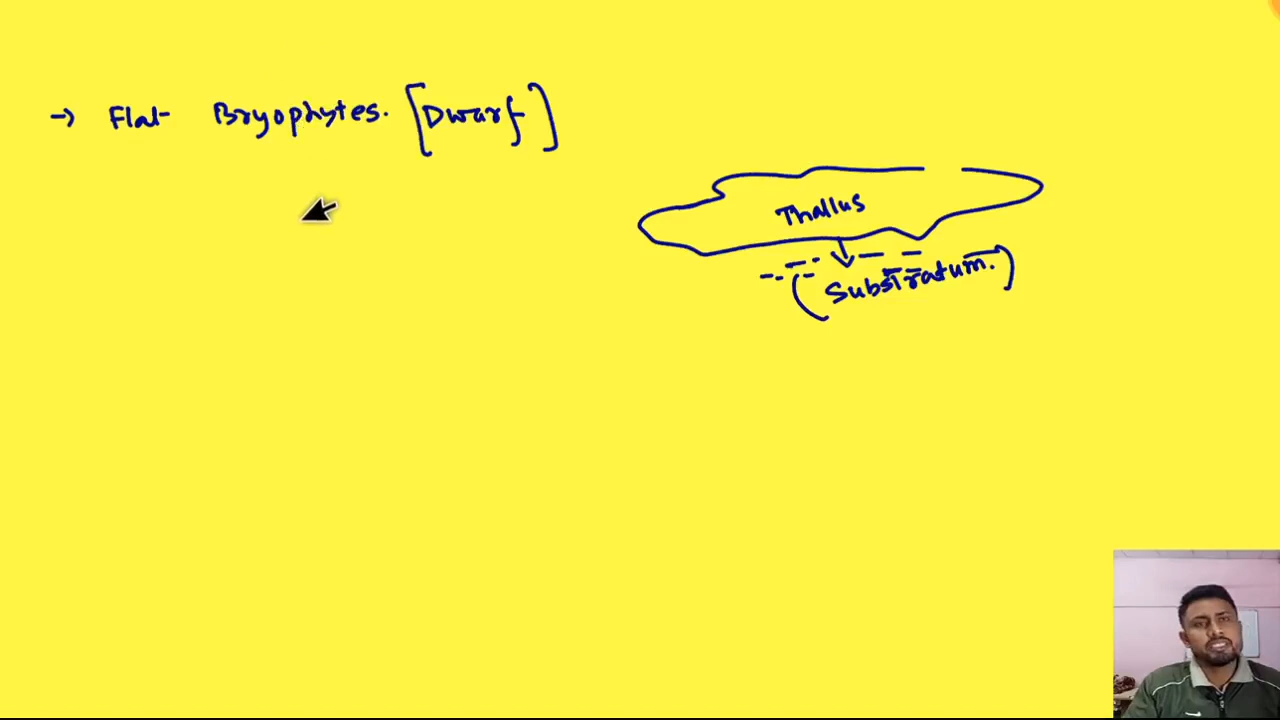 → Flat Bryophytes. [Dwarf]
Thallus
(Substratum.)